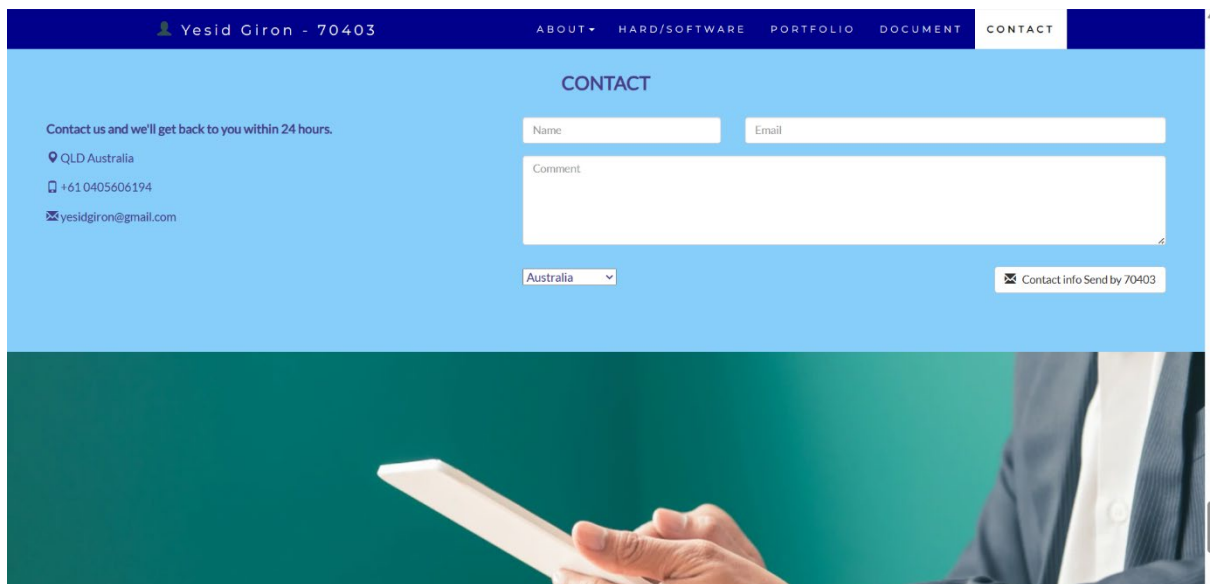 Yesid Giron - 70403
ABOUT HARD/SOFTWARE PORTFOLIO DOCUMENT CONTACT
CONTACT
Contact us and we'll get back to you within 24 hours.
QLD Australia
+61 0405606194
yesidgiron@gmail.com
Name
Email
Comment
Australia
Contact info Send by 70403